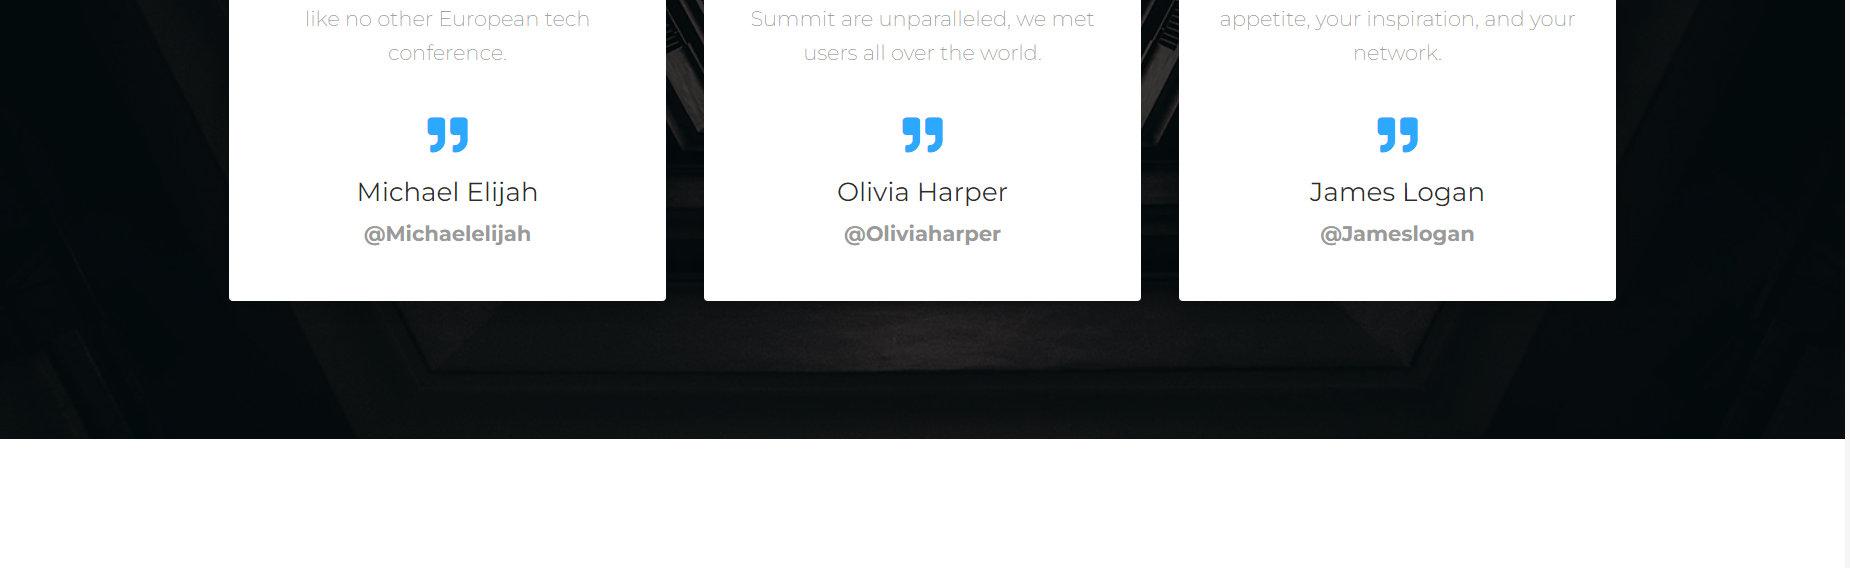 like no other European tech
conference.
Michael Elijah
@Michaelelijah
Summit are unparalleled, we met
users all over the world.
Olivia Harper
@Oliviaharper
appetite, your inspiration, and your
network.
James Logan
@Jameslogan